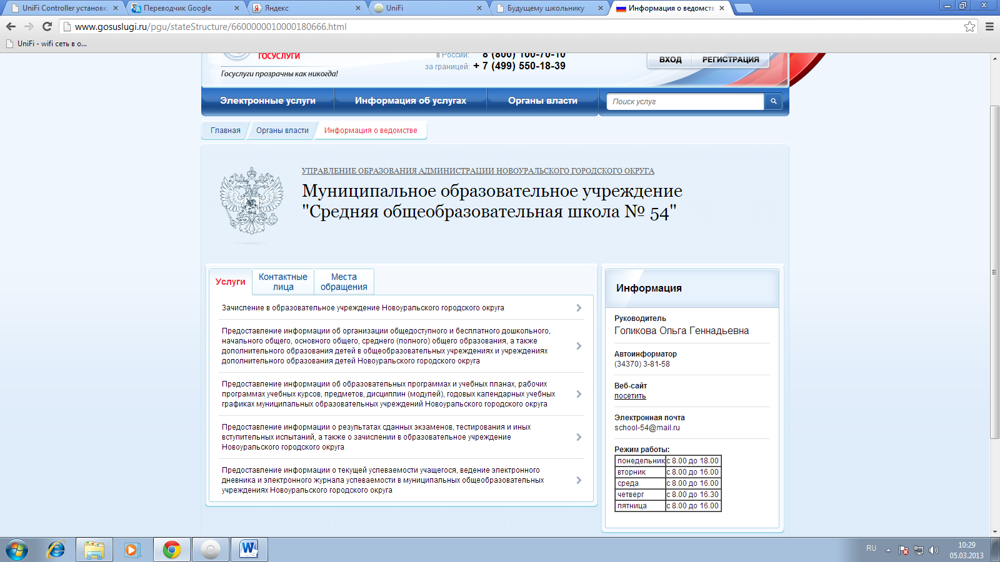 UniFi Controller установк
Переводчик Google
Яндекс
UniFi
Будущему школьнику
Информация о ведомств
www.gosuslugi.ru/pgu/stateStructure/6600000010000180666.html
UniFi - wifi сеть в о...
ГОСУСЛУГИ
в России: 8 (800) 100-70-10
за границей: + 7 (499) 550-18-39
Госуслуги прозрачны как никогда!
ВХОД
РЕГИСТРАЦИЯ
Электронные услуги
Информация об услугах
Органы власти
Поиск услуг
Главная
Органы власти
Информация о ведомстве
УПРАВЛЕНИЕ ОБРАЗОВАНИЯ АДМИНИСТРАЦИИ НОВОУРАЛЬСКОГО ГОРОДСКОГО ОКРУГА
Муниципальное образовательное учреждение
"Средняя общеобразовательная школа № 54"
Услуги
Контактные
лица
Места
обращения
Зачисление в образовательное учреждение Новоуральского городского округа
Предоставление информации об организации общедоступного и бесплатного дошкольного,
начального общего, основного общего, среднего (полного) общего образования, а также
дополнительного образования детей в общеобразовательных учреждениях и учреждениях
дополнительного образования детей Новоуральского городского округа
Предоставление информации об образовательных программах и учебных планах, рабочих
программах учебных курсов, предметов, дисциплин (модулей), годовых календарных учебных
графиках муниципальных образовательных учреждений Новоуральского городского округа
Предоставление информации о результатах сданных экзаменов, тестирования и иных
вступительных испытаний, а также о зачислении в образовательное учреждение
Новоуральского городского округа
Предоставление информации о текущей успеваемости учащегося, ведение электронного
дневника и электронного журнала успеваемости в муниципальных общеобразовательных
учреждениях Новоуральского городского округа
Информация
Руководитель
Голикова Ольга Геннадьевна
Автоинформатор
(34370) 3-81-58
Веб-сайт
посетить
Электронная почта
school-54@mail.ru
Режим работы:
понедельник с 8.00 до 18.00
вторник с 8.00 до 16.00
среда с 8.00 до 16.00
четверг с 8.00 до 16.30
пятница с 8.00 до 16.00
RU
10:29
05.03.2013